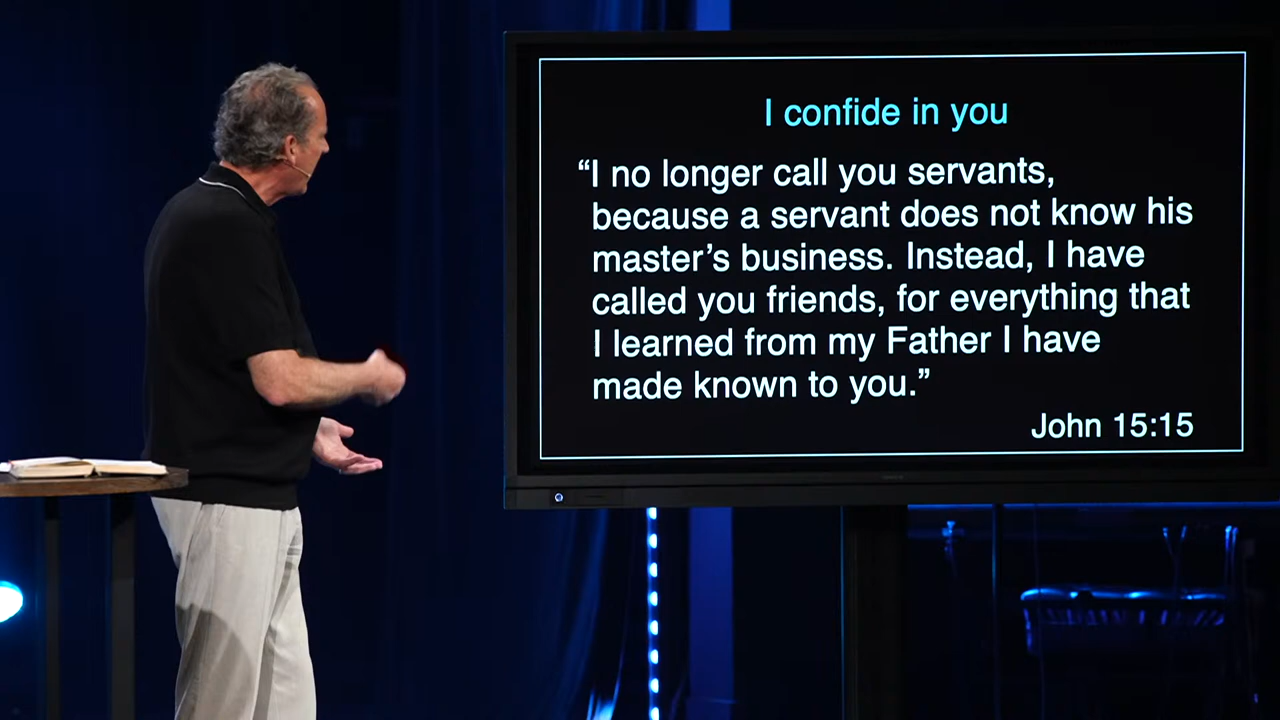 I confide in you
“I no longer call you servants,
because a servant does not know his
master’s business. Instead, I have
called you friends, for everything that
I learned from my Father I have
made known to you.”
John 15:15